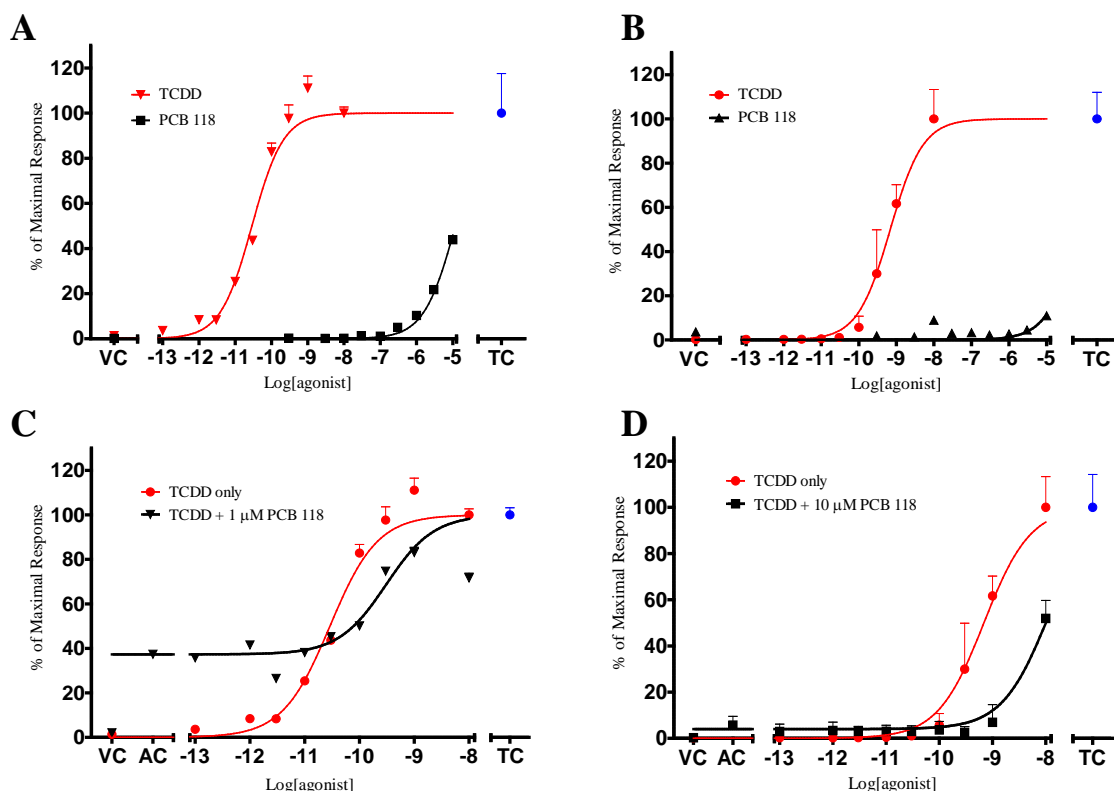 A
% of Maximal Response
120
100
80
60
40
20
0
TCDD
PCB 118
VC -13 -12 -11 -10 -9 -8 -7 -6 -5 TC
Log[agonist]
B
% of Maximal Response
120
100
80
60
40
20
0
TCDD
PCB 118
VC -13 -12 -11 -10 -9 -8 -7 -6 -5 TC
Log[agonist]
C
% of Maximal Response
120
100
80
60
40
20
0
TCDD only
TCDD + 1 μM PCB 118
VC AC -13 -12 -11 -10 -9 -8 TC
Log[agonist]
D
% of Maximal Response
120
100
80
60
40
20
0
TCDD only
TCDD + 10 μM PCB 118
VC AC -13 -12 -11 -10 -9 -8 TC
Log[agonist]